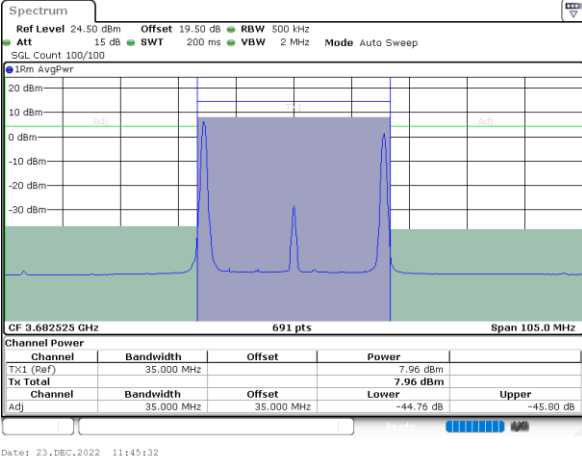 Spectrum
Ref Level 24.50 dBm Offset 19.50 dB RBW 500 kHz
Att 15 dB SWT 200 ms VBW 2 MHz Mode Auto Sweep
SGL Count 100/100
1Rm AvgPwr
20 dBm
TX1
10 dBm
Adj Adj
0 dBm
-10 dBm
-20 dBm
-30 dBm
CF 3.682525 GHz 691 pts Span 105.0 MHz
Channel Power
Channel Bandwidth Offset Power
TX1 (Ref) 35.000 MHz 7.96 dBm
Tx Total 7.96 dBm
Channel Bandwidth Offset Lower Upper
Adj 35.000 MHz 35.000 MHz -44.76 dB -45.80 dB
Ready
Date: 23.DEC.2022 11:45:32